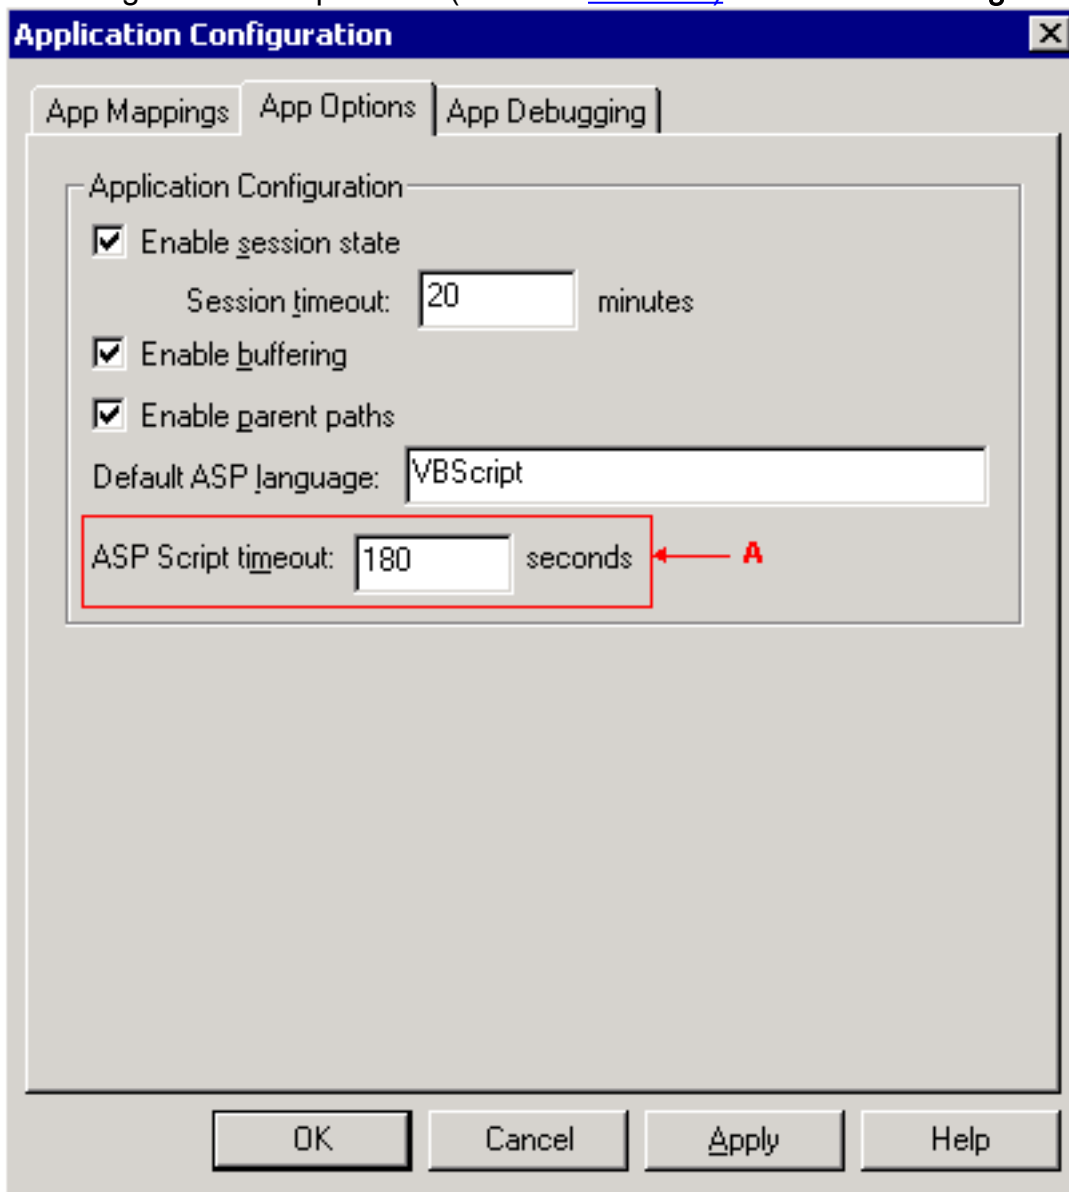 Application Configuration
App Mappings App Options App Debugging
Application Configuration
Enable session state
Session timeout: 20 minutes
Enable buffering
Enable parent paths
Default ASP language: VBScript
ASP Script timeout: 180 seconds A
OK Cancel Apply Help